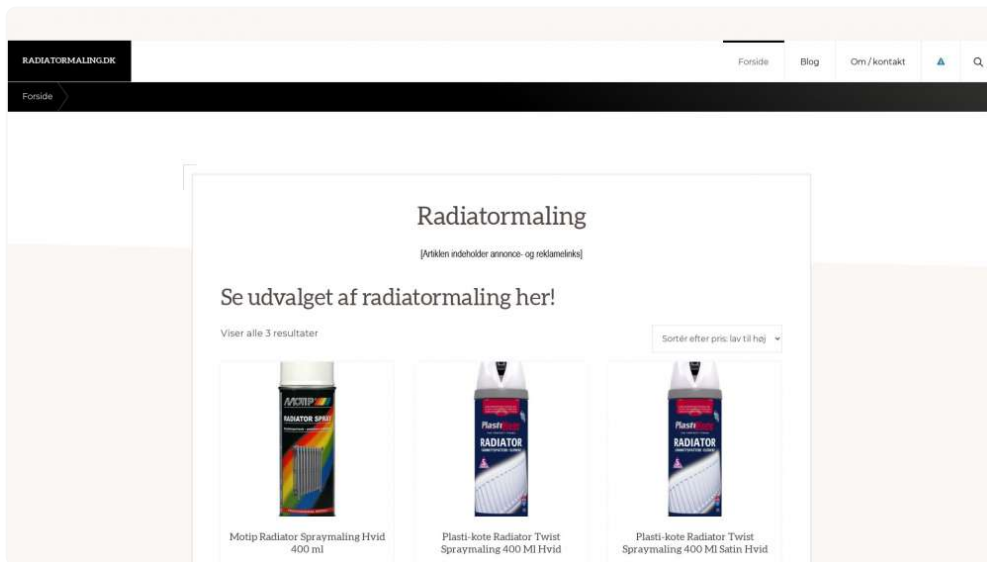 RADIATORMALING.DK
Forside
Blog
Om / kontakt
Forside
Radiatormaling
[Artiklen indeholder annonce- og reklamelinks]
Se udvalget af radiatormaling her!
Viser alle 3 resultater
Sortér efter pris: lav til høj
MOTIP
RADIATOR SPRAY
Plasti-kote
RADIATOR
Plasti-kote
RADIATOR
Motip Radiator Spraymaling Hvid
400 ml
Plasti-kote Radiator Twist
Spraymaling 400 Ml Hvid
Plasti-kote Radiator Twist
Spraymaling 400 Ml Satin Hvid